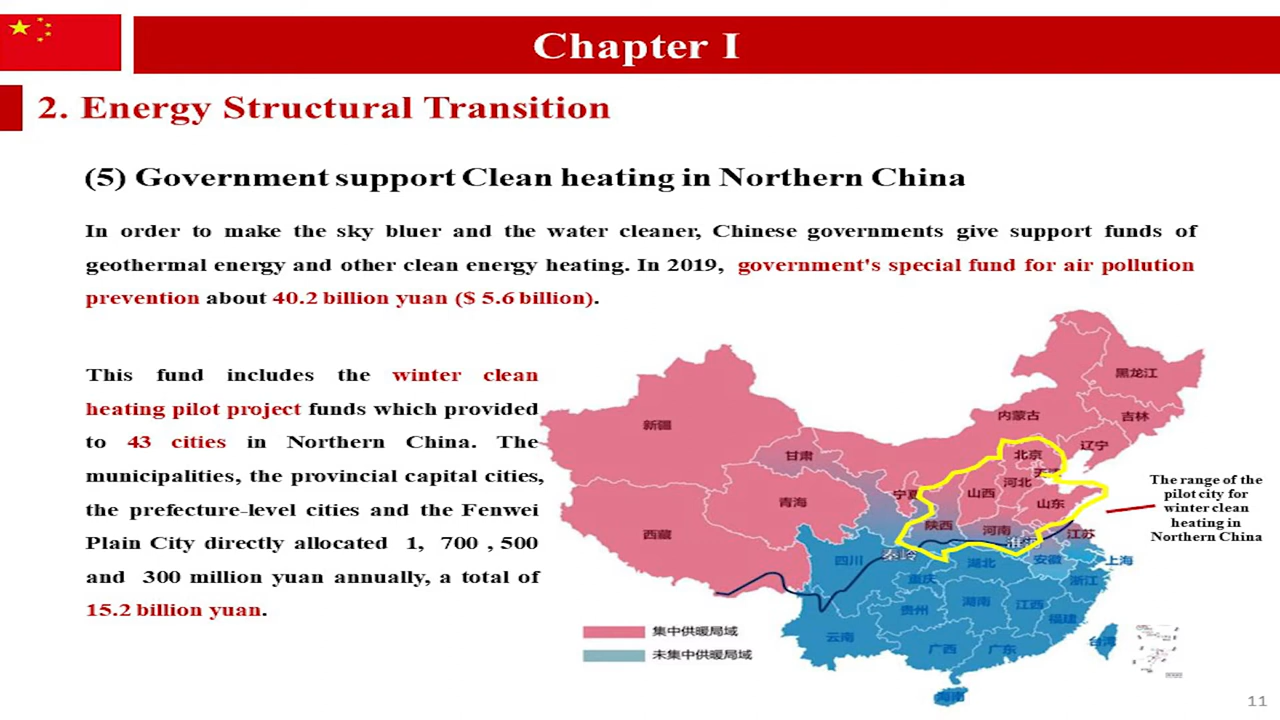 Chapter I
2. Energy Structural Transition
(5) Government support Clean heating in Northern China
In order to make the sky bluer and the water cleaner, Chinese governments give support funds of
geothermal energy and other clean energy heating. In 2019, government's special fund for air pollution
prevention about 40.2 billion yuan ($ 5.6 billion).
This fund includes the winter clean
heating pilot project funds which provided
to 43 cities in Northern China. The
municipalities, the provincial capital cities,
the prefecture-level cities and the Fenwei
Plain City directly allocated 1, 700 , 500
and 300 million yuan annually, a total of
15.2 billion yuan.
黑龙江
内蒙古
吉林
新疆
辽宁
甘肃
北京
河北
宁夏
山西
青海
山东
The range of the
pilot city for
winter clean
heating in
Northern China
陕西
河南
江苏
西藏
秦岭
四川
湖北
安徽
上海
重庆
浙江
贵州
湖南
江西
福建
云南
广西
广东
台湾
海南
集中供暖局域
未集中供暖局域
11